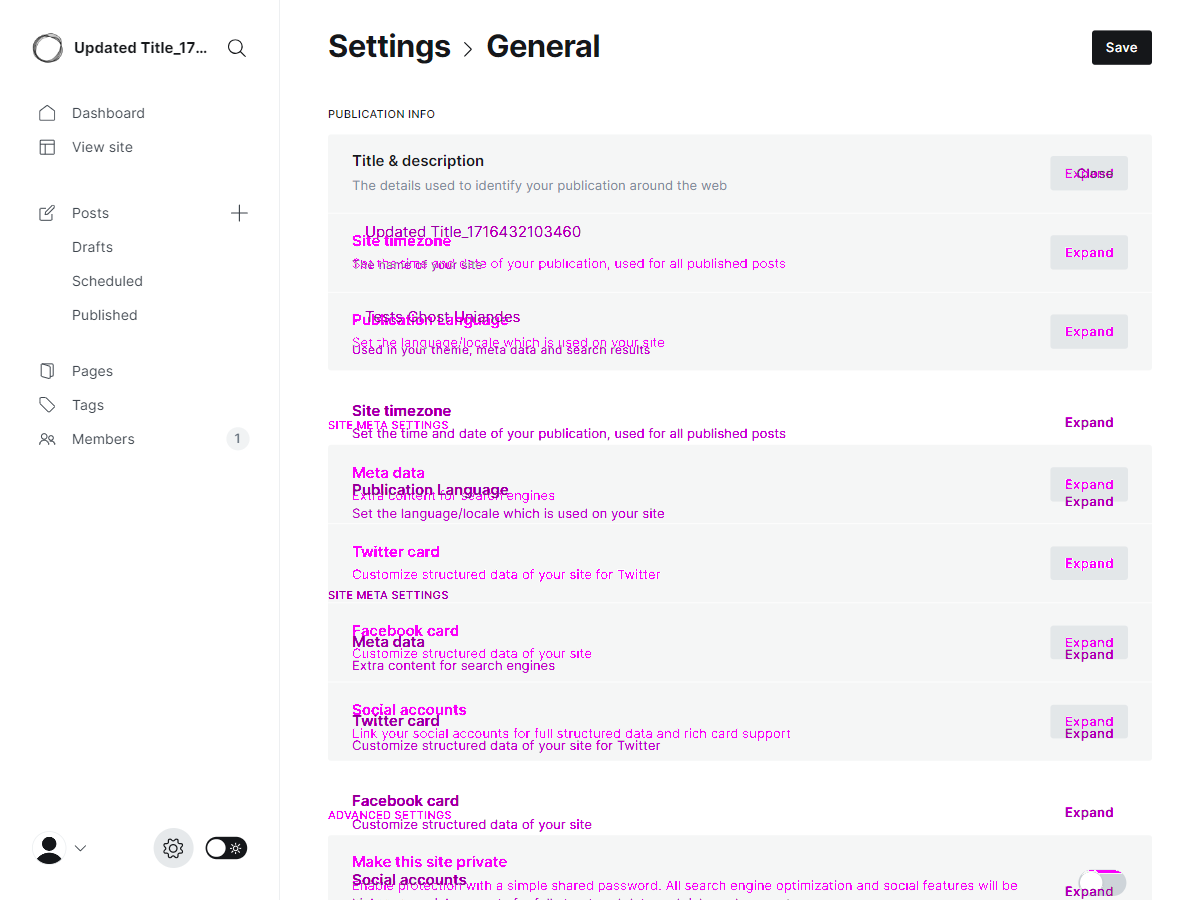 Updated Title_17...
Settings > General
Save
Dashboard
View site
Posts
Drafts
Scheduled
Published
Pages
Tags
Members
1
PUBLICATION INFO
Title & description
The details used to identify your publication around the web
Expand
Close
Updated Title_1716432103460
Site timezone
Expand
Set the time and date of your publication, used for all published posts
The name of your site
Tests Ghost Uniandes
Publication Language
Expand
Set the language/locale which is used on your site
Used in your theme, meta data and search results
Site timezone
Expand
SITE META SETTINGS
Set the time and date of your publication, used for all published posts
Meta data
Expand
Publication Language
Extra content for search engines
Expand
Set the language/locale which is used on your site
Twitter card
Expand
Customize structured data of your site for Twitter
SITE META SETTINGS
Facebook card
Expand
Meta data
Customize structured data of your site
Expand
Extra content for search engines
Social accounts
Expand
Twitter card
Link your social accounts for full structured data and rich card support
Expand
Customize structured data of your site for Twitter
Facebook card
Expand
ADVANCED SETTINGS
Customize structured data of your site
Make this site private
Social accounts
Enable protection with a simple shared password. All search engine optimization and social features will be
Expand